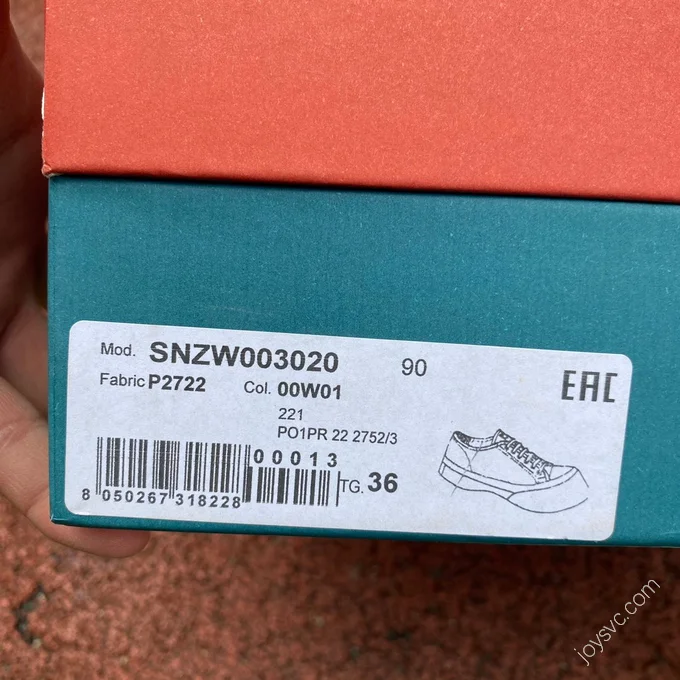 Mod. SNZW003020 90
Fabric P2722 Col. 00W01
EAC
221
PO1PR 22 2752/3
00013
8 050267 318228
TG. 36
joysvc.com